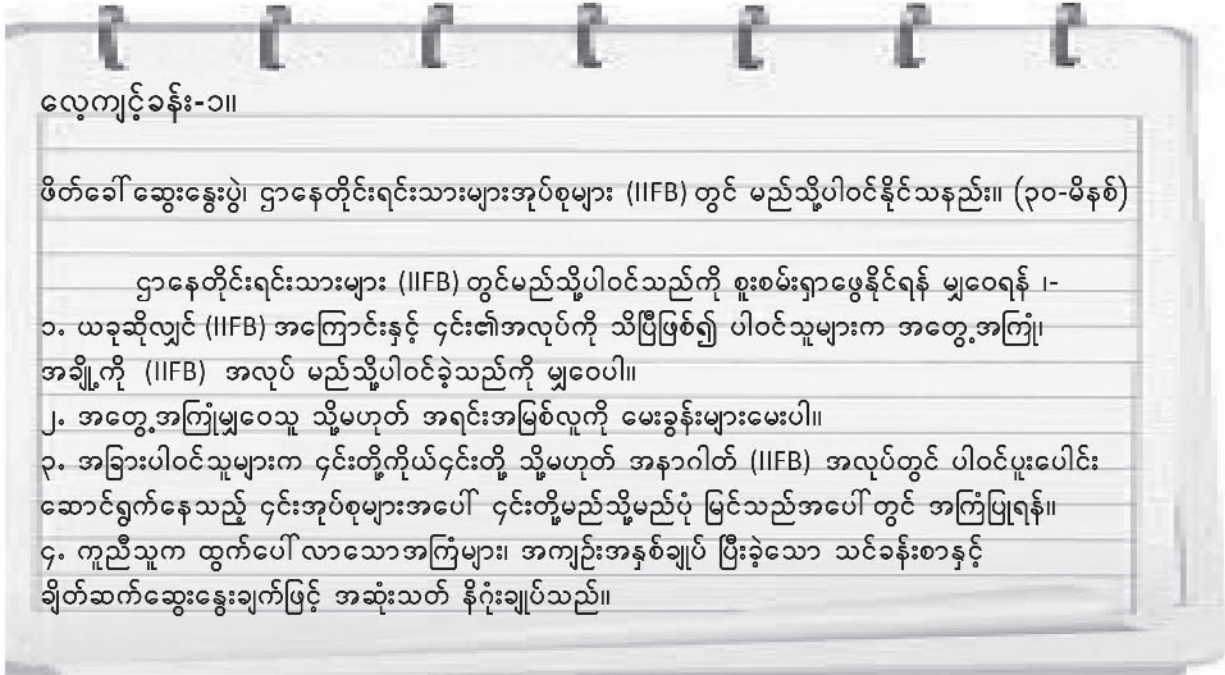 လေ့ကျင့်ခန်း-၁။
ဖိတ်ခေါ် ဆွေးနွေးပွဲ၊ ဌာနေတိုင်းရင်းသားများအုပ်စုများ (IIFB) တွင် မည်သို့ပါဝင်နိုင်သနည်း။ (၃၀-မိနစ်)
ဌာနေတိုင်းရင်းသားများ (IIFB) တွင်မည်သို့ပါဝင်သည်ကို စူးစမ်းရှာဖွေနိုင်ရန် မျှဝေရန် ၊-
၁. ယခုဆိုလျှင် (IIFB) အကြောင်းနှင့် ၄င်း၏အလုပ်ကို သိပြီဖြစ်၍ ပါဝင်သူများက အတွေ့အကြုံ၊
အချို့ကို (IIFB) အလုပ် မည်သို့ပါဝင်ခဲ့သည်ကို မျှဝေပါ။
၂. အတွေ့အကြုံမျှဝေသူ သို့မဟုတ် အရင်းအမြစ်လူကို မေးခွန်းများမေးပါ။
၃. အခြားပါဝင်သူများက ၄င်းတို့ကိုယ်၄င်းတို့ သို့မဟုတ် အနာဂါတ် (IIFB) အလုပ်တွင် ပါဝင်ပူးပေါင်း
ဆောင်ရွက်နေသည့် ၄င်းအုပ်စုများအပေါ် ၄င်းတို့မည်သို့မည်ပုံ မြင်သည်အပေါ် တွင် အကြံပြုရန်။
၄. ကူညီသူက ထွက်ပေါ် လာသောအကြံများ၊ အကျဉ်းအနှစ်ချုပ် ပြီးခဲ့သော သင်ခန်းစာနှင့်
ချိတ်ဆက်ဆွေးနွေးချက်ဖြင့် အဆုံးသတ် နိဂုံးချုပ်သည်။